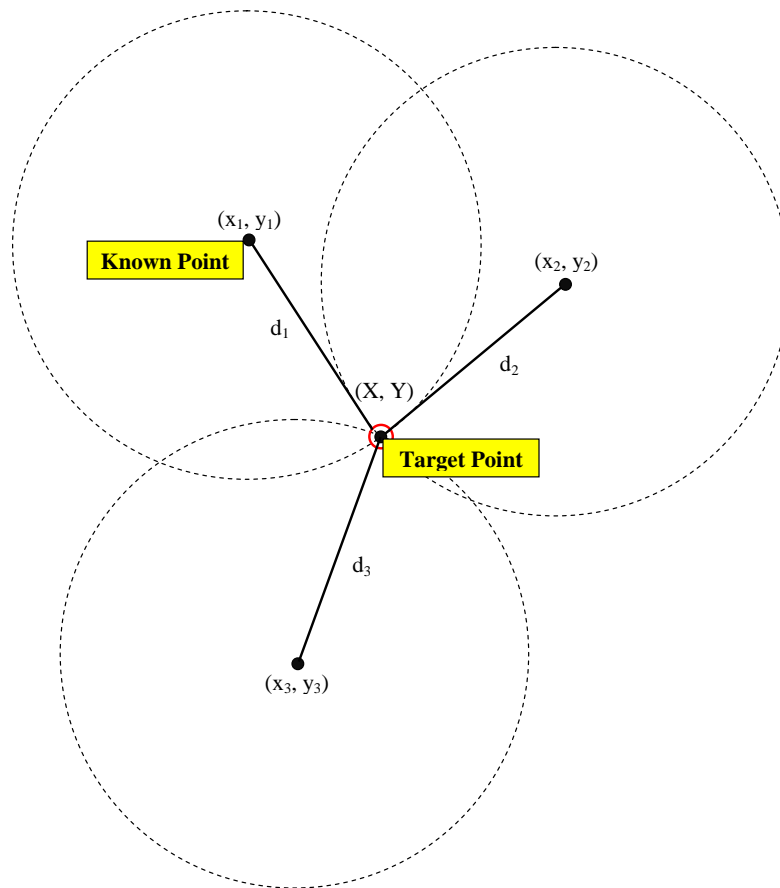 (x₁, y₁)
Known Point
(x₂, y₂)
d₁
d₂
(X, Y)
Target Point
d₃
(x₃, y₃)